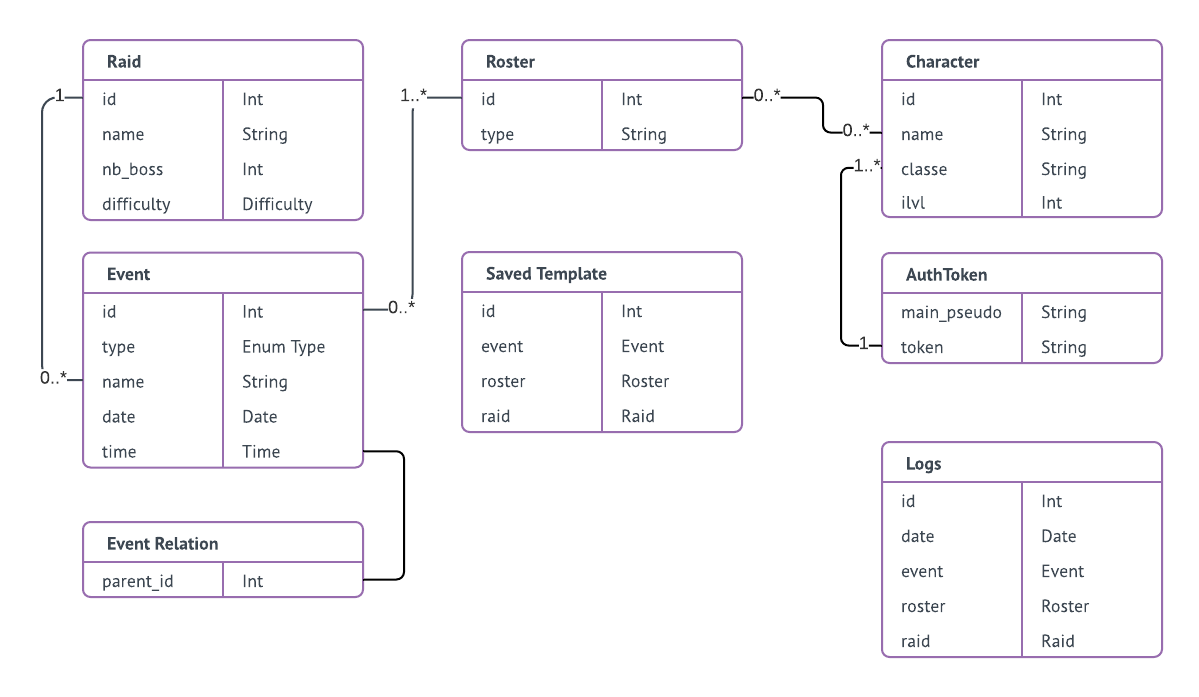 Raid
1
id Int
name String
nb_boss Int
difficulty Difficulty
Event
id Int
type Enum Type
0..*
name String
date Date
time Time
Event Relation
parent_id Int
1..*
0..*
Roster
id Int
type String
Saved Template
id Int
event Event
roster Roster
raid Raid
0..*
0..*
1..*
1
Character
id Int
name String
classe String
ilvl Int
AuthToken
main_pseudo String
token String
Logs
id Int
date Date
event Event
roster Roster
raid Raid